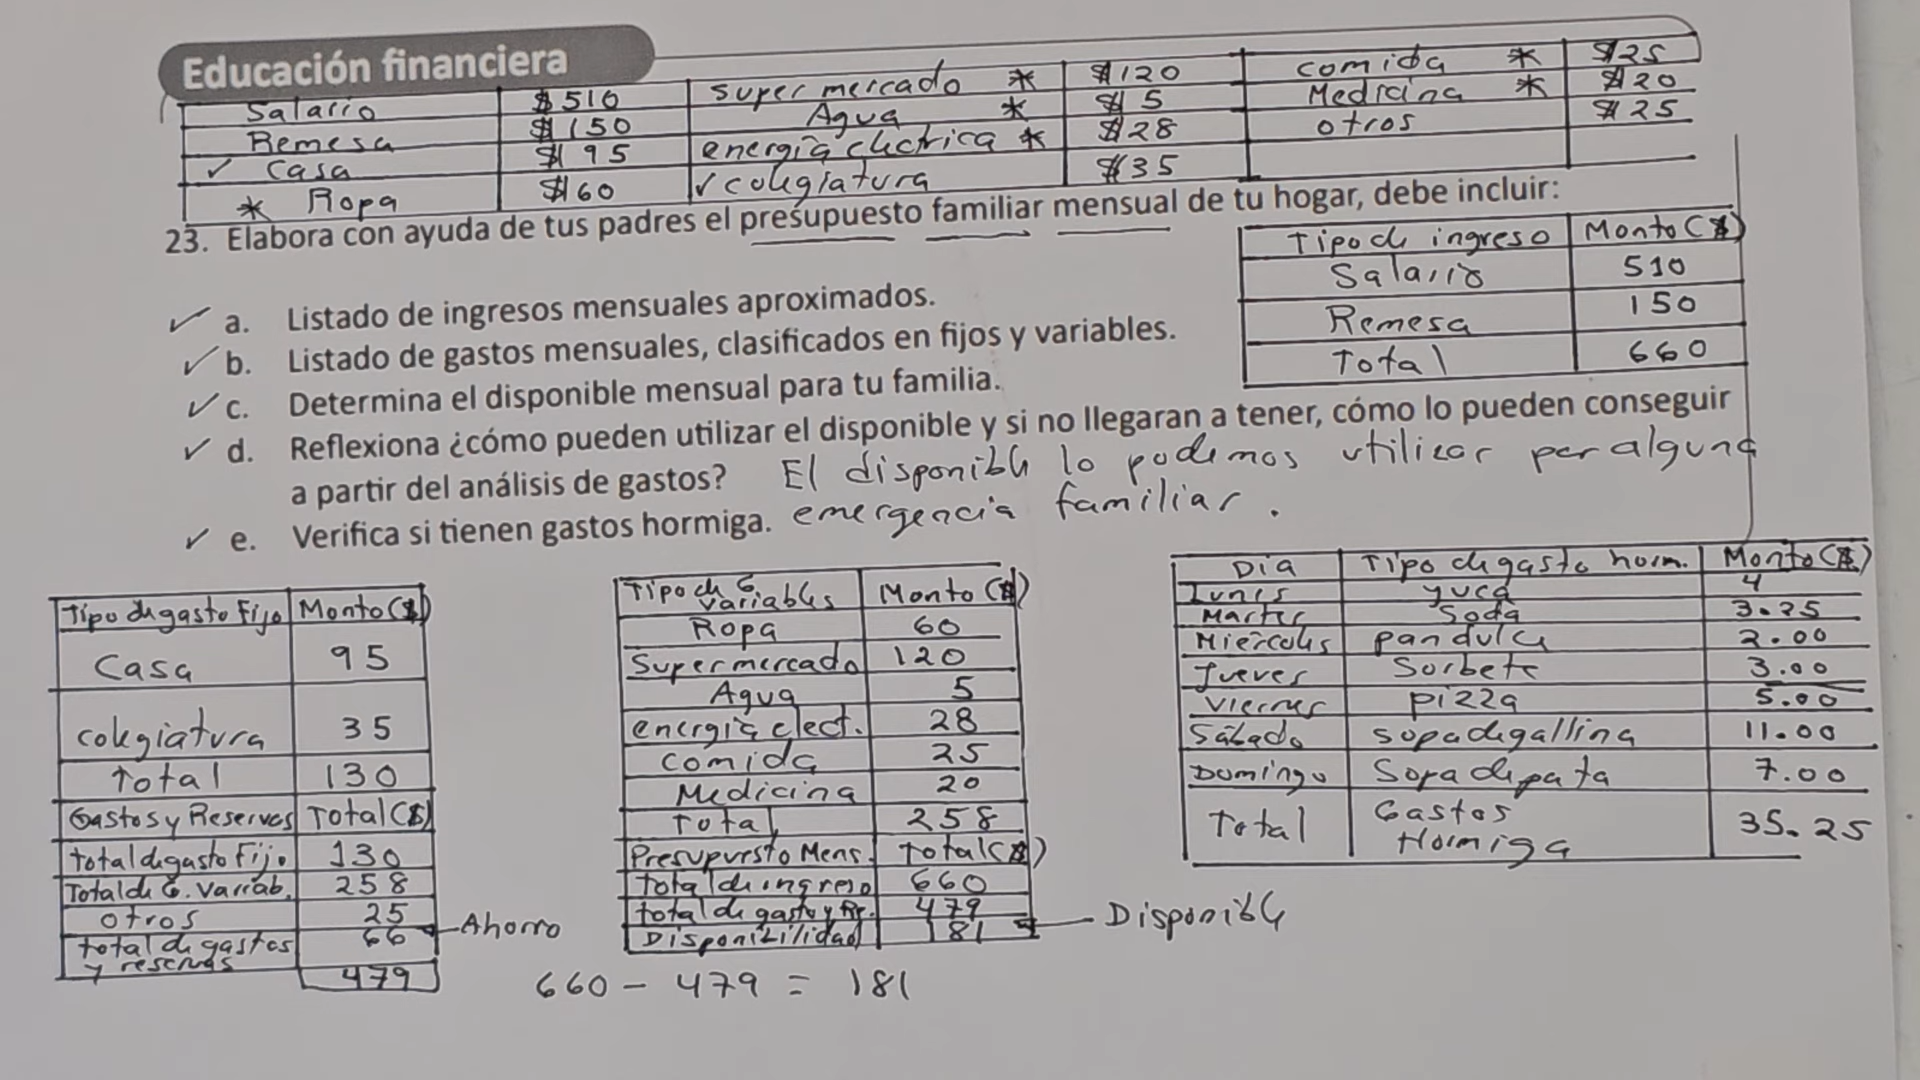 Educación financiera
Salario $510 Supermercado * $120 comida * $25
Remesa $150 Agua * $5 Medicina * $20
✓ Casa $95 energía electrica * $28 otros $25
* Ropa $60 ✓ colegiatura $35
23. Elabora con ayuda de tus padres el presupuesto familiar mensual de tu hogar, debe incluir:
✓ a. Listado de ingresos mensuales aproximados.
✓ b. Listado de gastos mensuales, clasificados en fijos y variables.
✓ c. Determina el disponible mensual para tu familia.
✓ d. Reflexiona ¿cómo pueden utilizar el disponible y si no llegaran a tener, cómo lo pueden conseguir
a partir del análisis de gastos? El disponible lo podemos utilizar par alguna
emergencia familiar.
✓ e. Verifica si tienen gastos hormiga.
Tipo de ingreso Monto ($)
Salario 510
Remesa 150
Total 660
Tipo de gasto Fijo Monto ($)
Casa 95
colegiatura 35
Total 130
Gastos y Reservas Total ($)
total de gasto Fijo 130
Total de G. Variab. 258
otros 25
66 Ahorro
total de gastos
y reservas 479
Tipo de G.
variables Monto ($)
Ropa 60
Supermercado 120
Agua 5
energía elect. 28
Comida 25
Medicina 20
Total 258
Presupuesto Mens. Total ($)
total de ingreso 660
total de gasto y Re. 479
Disponibilidad 181 Disponible
660 - 479 = 181
Dia Tipo de gasto horm. Monto ($)
Lunes yuca 4
Martes Soda 3.25
Miércoles pan dulce 2.00
Jueves Sorbete 3.00
Viernes pizza 5.00
Sábado sopa de gallina 11.00
Domingo Sopa de pata 7.00
Total Gastos
Hormiga 35.25